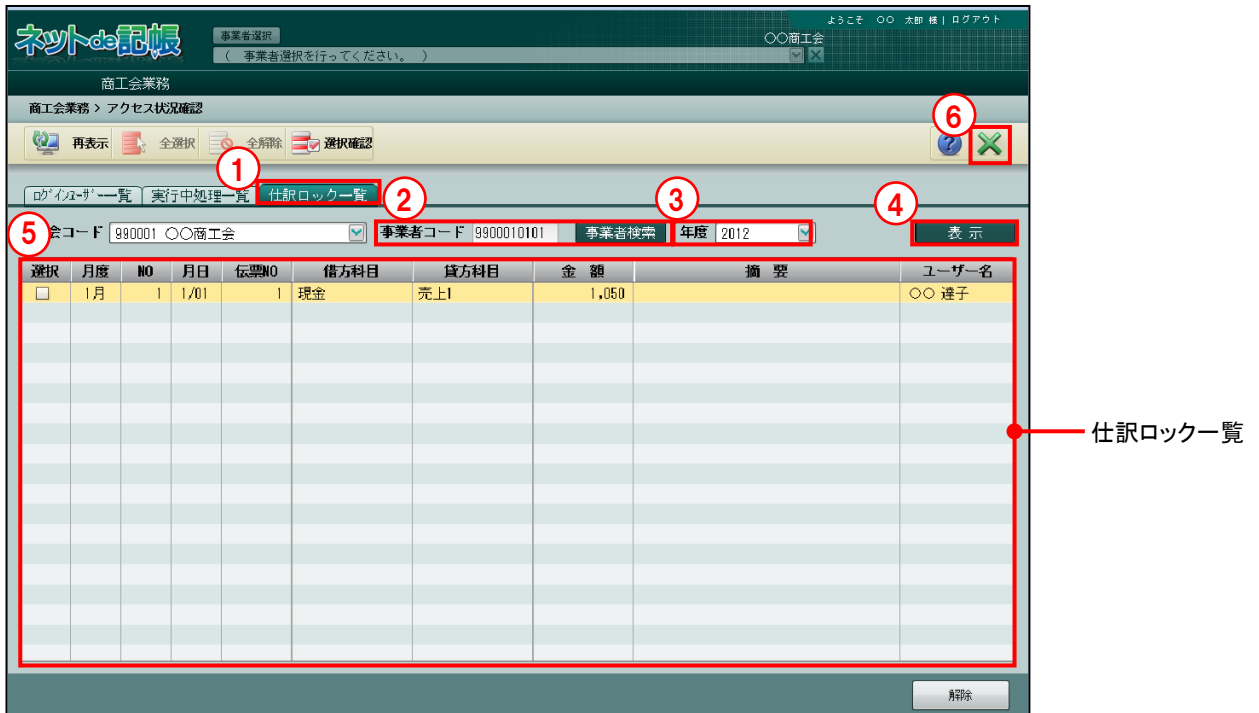 ようこそ ○○ 太郎 様 | ログアウト
ネットde記帳
事業者選択
○○商工会
( 事業者選択を行ってください。 )
商工会業務
商工会業務 > アクセス状況確認
6
再表示 全選択 全解除 選択確認
1
ログインユーザー一覧 実行中処理一覧 仕訳ロック一覧
2 3 4
5
会コード 990001 ○○商工会 事業者コード 9900010101 事業者検索 年度 2012 表示
選択 月度 NO 月日 伝票NO 借方科目 貸方科目 金 額 摘 要 ユーザー名
1月 1 1/01 1 現金 売上1 1,050 ○○ 達子
仕訳ロック一覧
解除